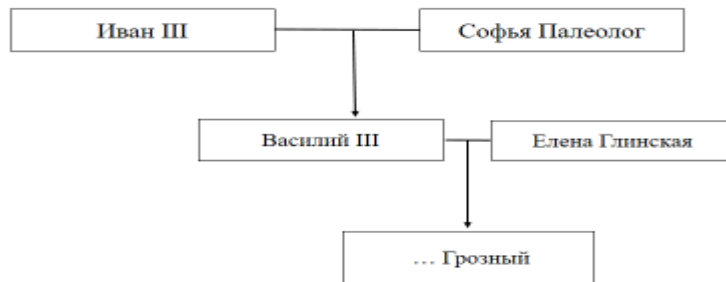 Иван III
Софья Палеолог
Василий III
Елена Глинская
… Грозный